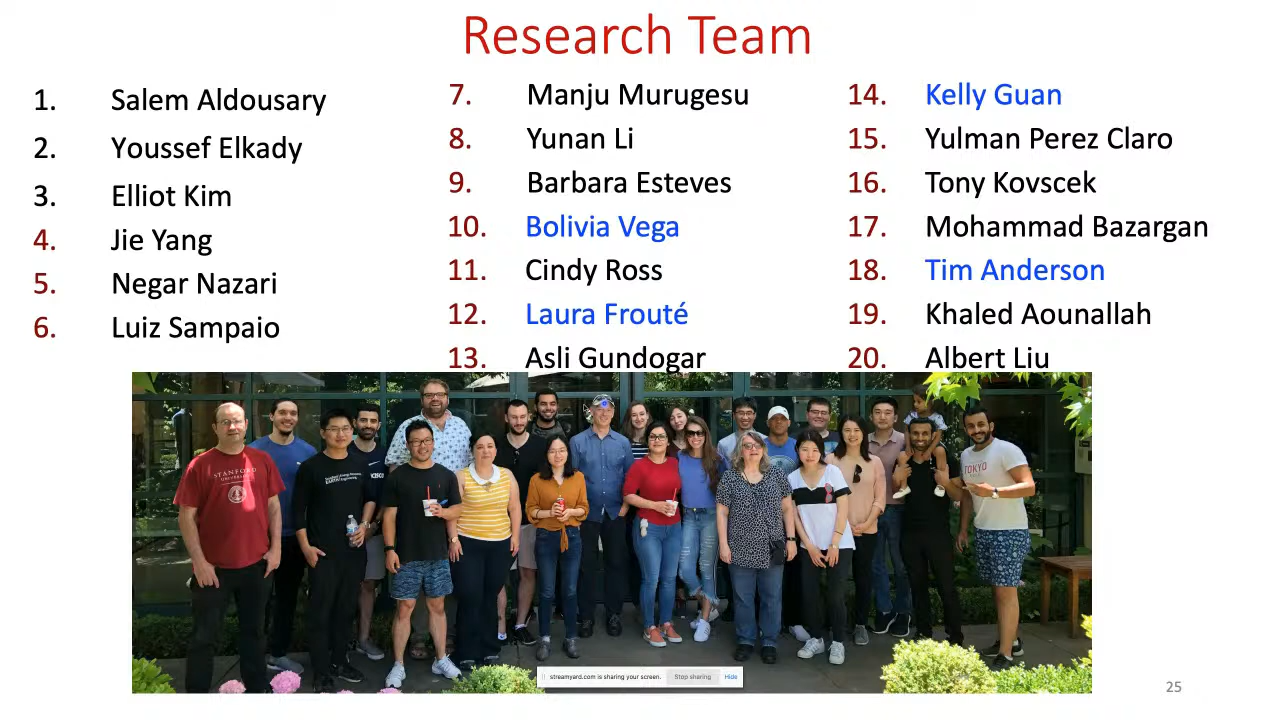 Research Team
1. Salem Aldousary
2. Youssef Elkady
3. Elliot Kim
4. Jie Yang
5. Negar Nazari
6. Luiz Sampaio
7. Manju Murugesu
8. Yunan Li
9. Barbara Esteves
10. Bolivia Vega
11. Cindy Ross
12. Laura Frouté
13. Asli Gundogar
14. Kelly Guan
15. Yulman Perez Claro
16. Tony Kovscek
17. Mohammad Bazargan
18. Tim Anderson
19. Khaled Aounallah
20. Albert Liu
STANFORD
TOKYO
streamyard.com is sharing your screen. Stop sharing Hide
25